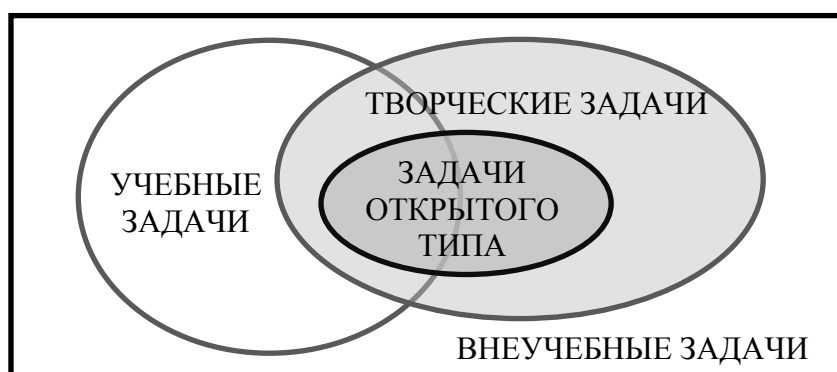 ТВОРЧЕСКИЕ ЗАДАЧИ
УЧЕБНЫЕ
ЗАДАЧИ
ЗАДАЧИ
ОТКРЫТОГО
ТИПА
ВНЕУЧЕБНЫЕ ЗАДАЧИ